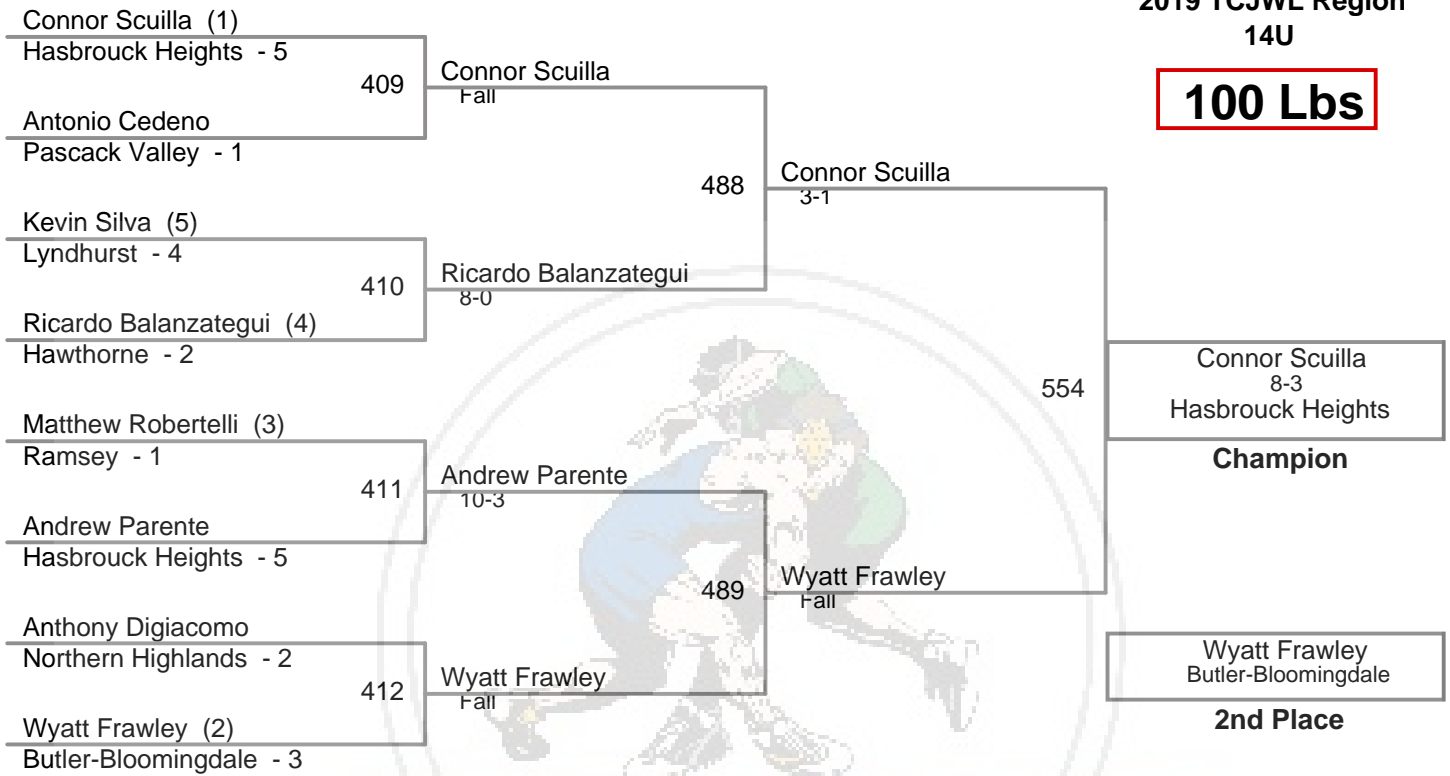 2019 TCJWL Region
14U
100 Lbs
Connor Scuilla (1)
Hasbrouck Heights - 5
409
Antonio Cedeno
Pascack Valley - 1
Kevin Silva (5)
Lyndhurst - 4
410
Ricardo Balanzategui (4)
Hawthorne - 2
Matthew Robertelli (3)
Ramsey - 1
411
Andrew Parente
Hasbrouck Heights - 5
Anthony Digiacomo
Northern Highlands - 2
412
Wyatt Frawley (2)
Butler-Bloomingdale - 3
Connor Scuilla
Fall
488
Ricardo Balanzategui
8-0
Andrew Parente
10-3
489
Wyatt Frawley
Fall
Connor Scuilla
3-1
554
Wyatt Frawley
Fall
Connor Scuilla
8-3
Hasbrouck Heights
Champion
Wyatt Frawley
Butler-Bloomingdale
2nd Place